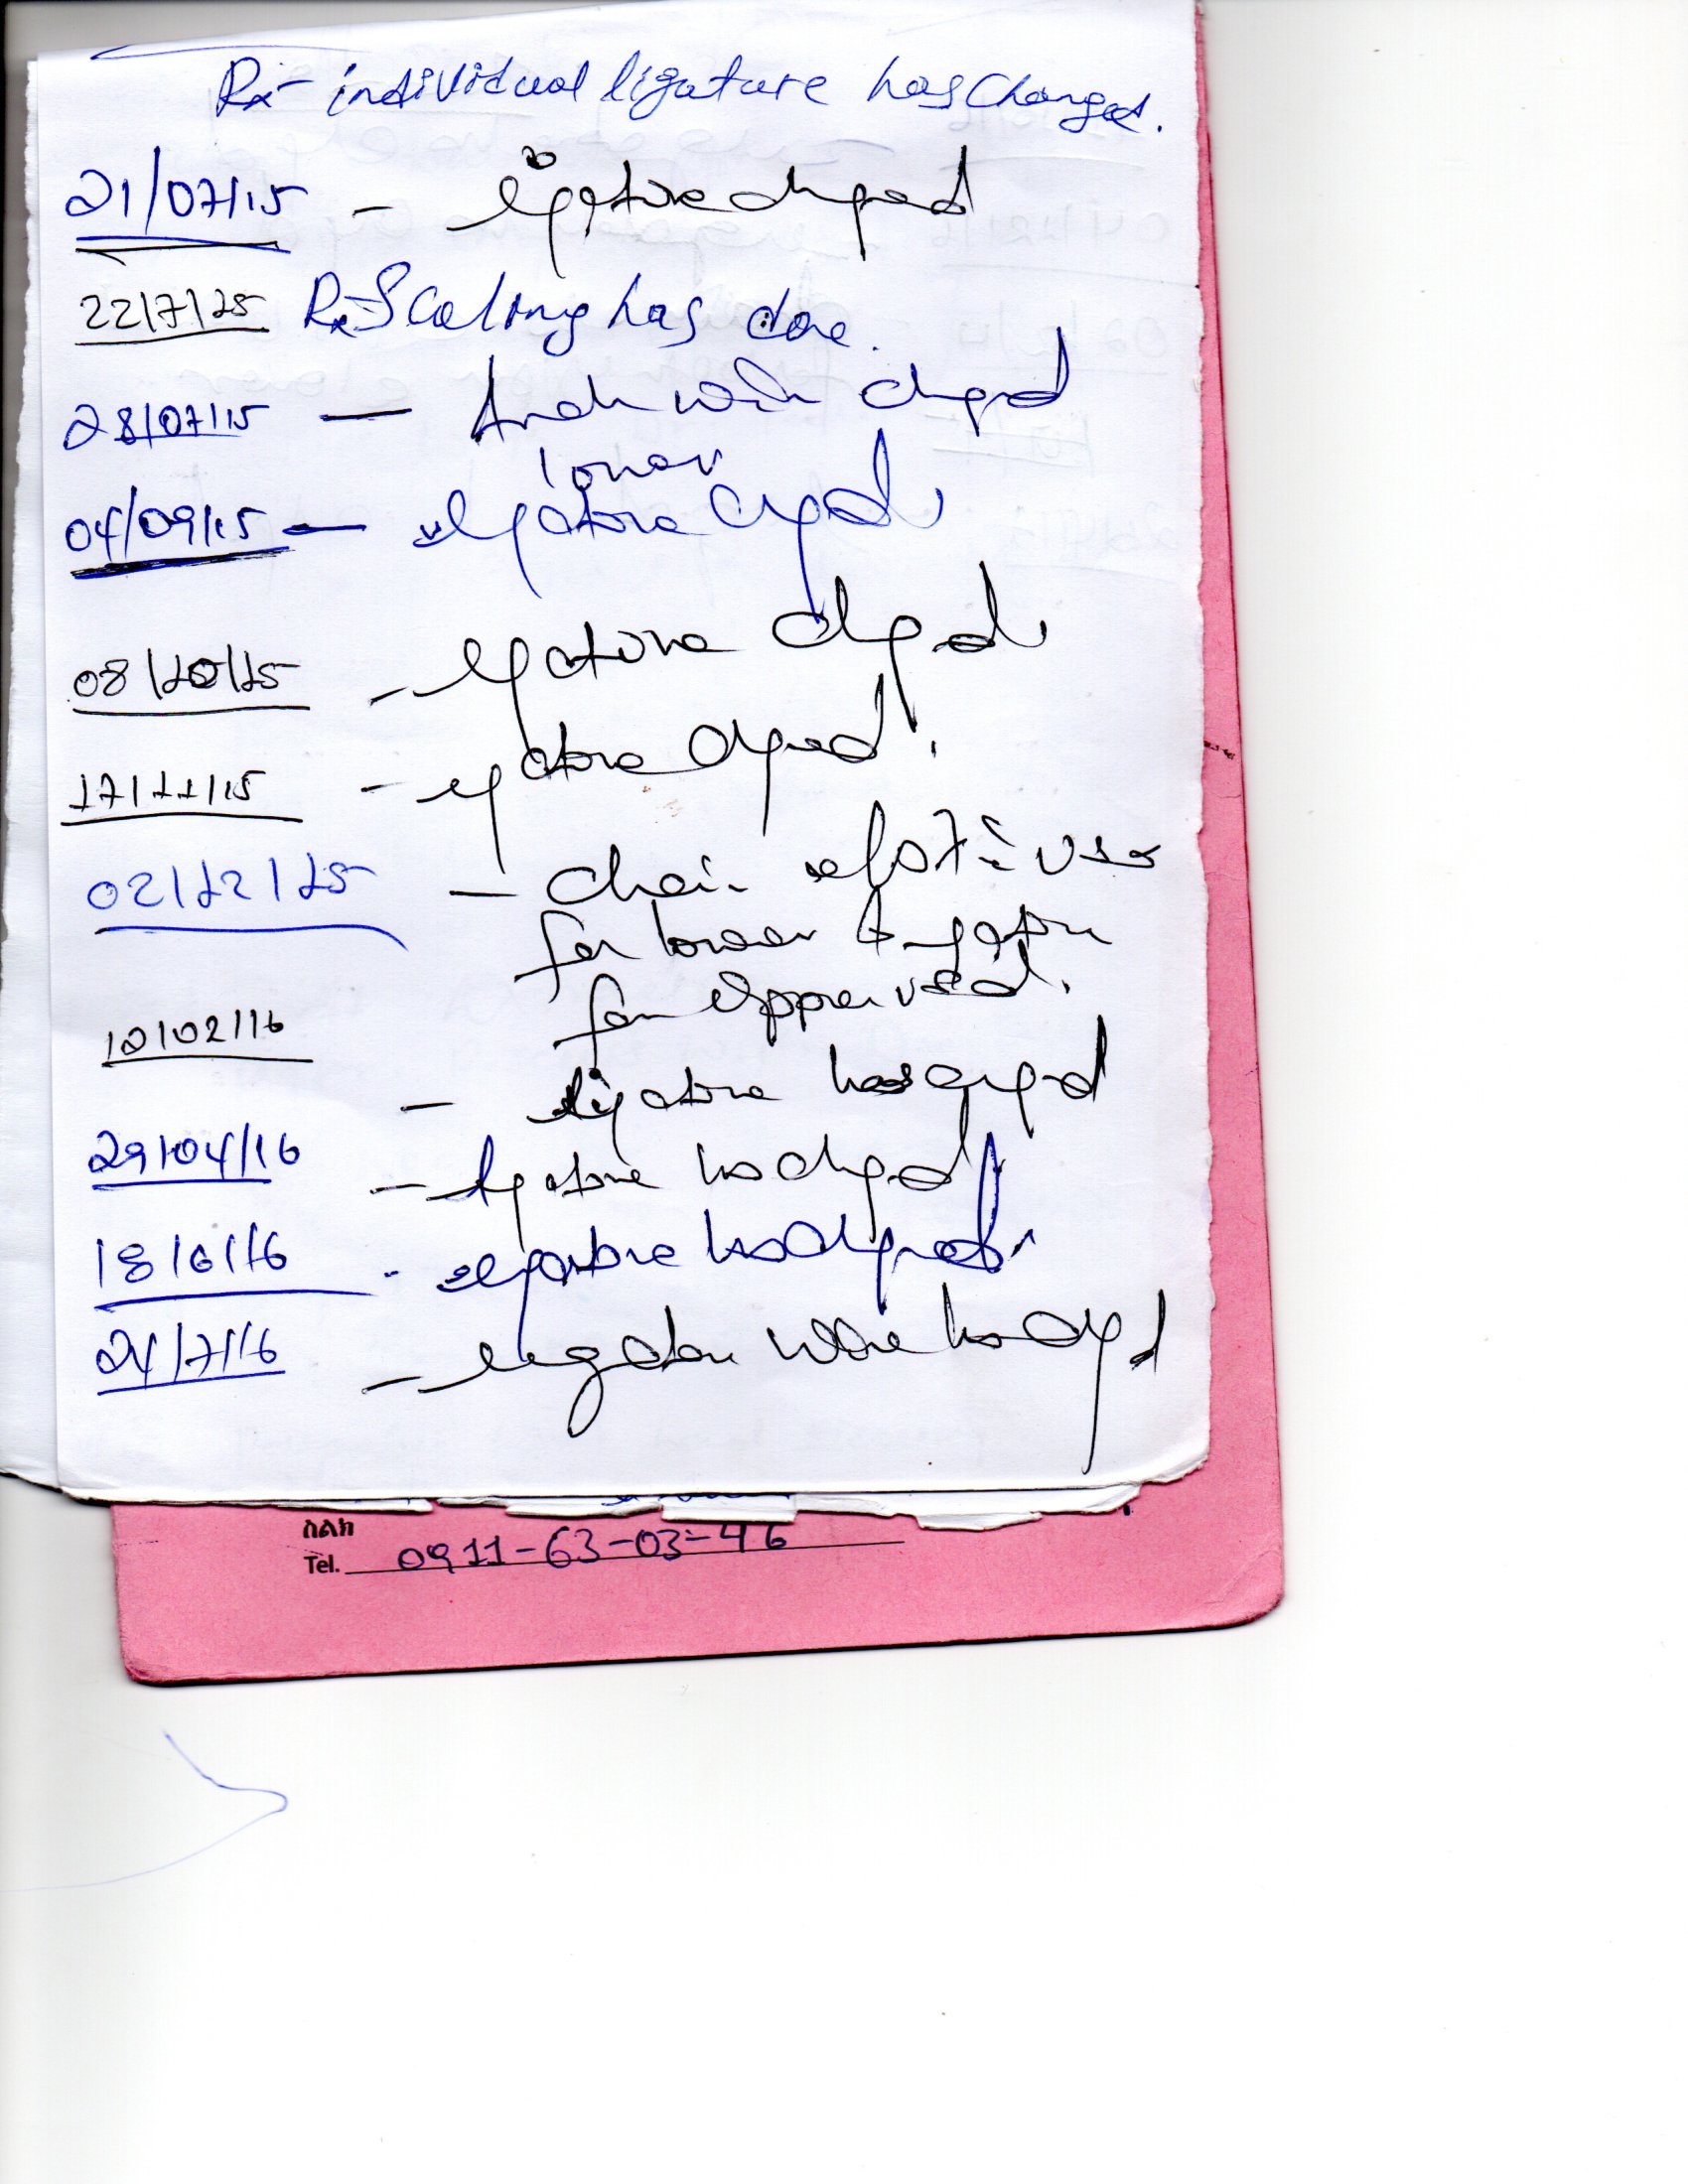 Rx- individual ligature has changed.
21/07/15 - ligature changed
22/7/15 Rx-Scaling has done.
28/07/15 — Arch wire changed
lower
04/09/15 — ligature changed
08/10/15 - ligature changed
17/11/15 - ligature changed.
02/12/15 - chain
for lower &
for upper used.
10/02/16
- ligature has changed
29/04/16
- ligature has changed
18/6/16 - ligature has changed
24/7/16 - ligature wire has changed
ስልክ
Tel. 0911-63-03-46